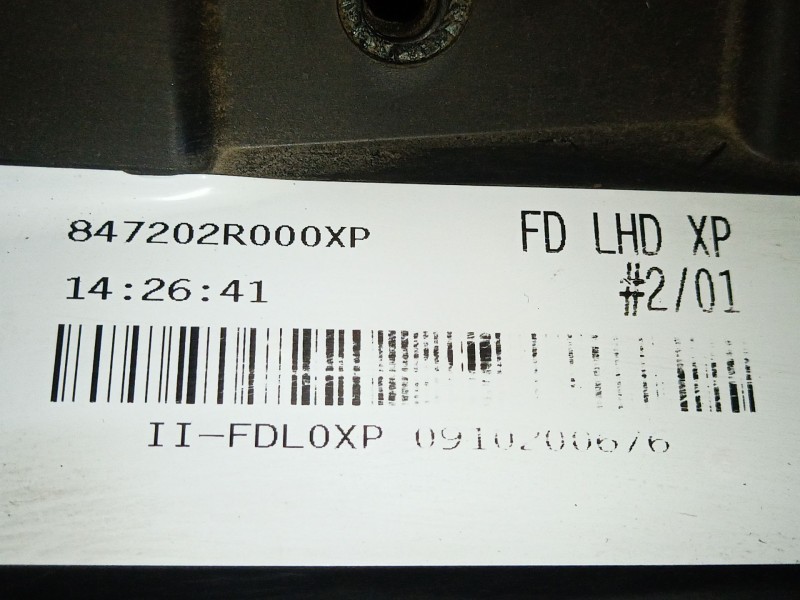 847202R000XP FD LHD XP
14:26:41 #2/01
II-FDL0XP 0910200676